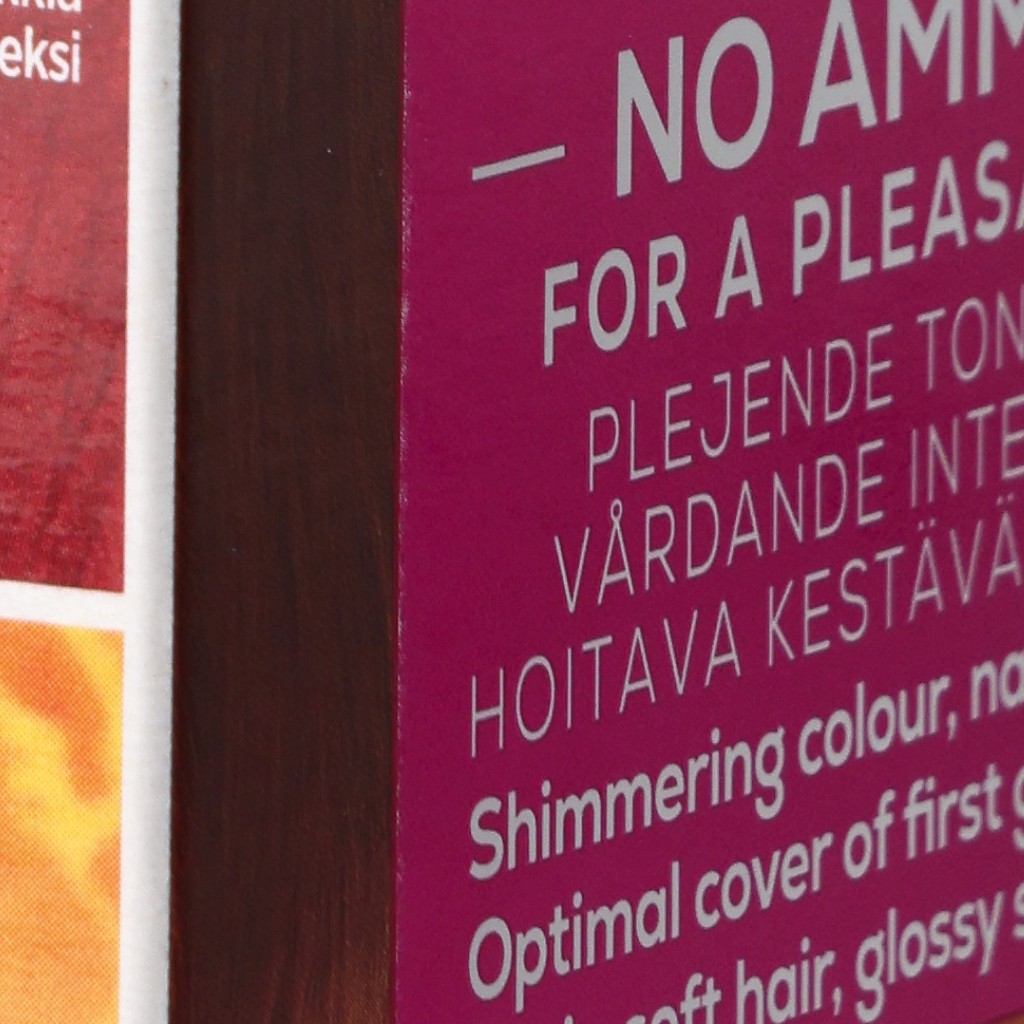 eksi
— NO AMM
FOR A PLEASA
PLEJENDE TON
VÅRDANDE INTE
HOITAVA KESTÄVÄ
Shimmering colour, na
Optimal cover of first g
soft hair, glossy s